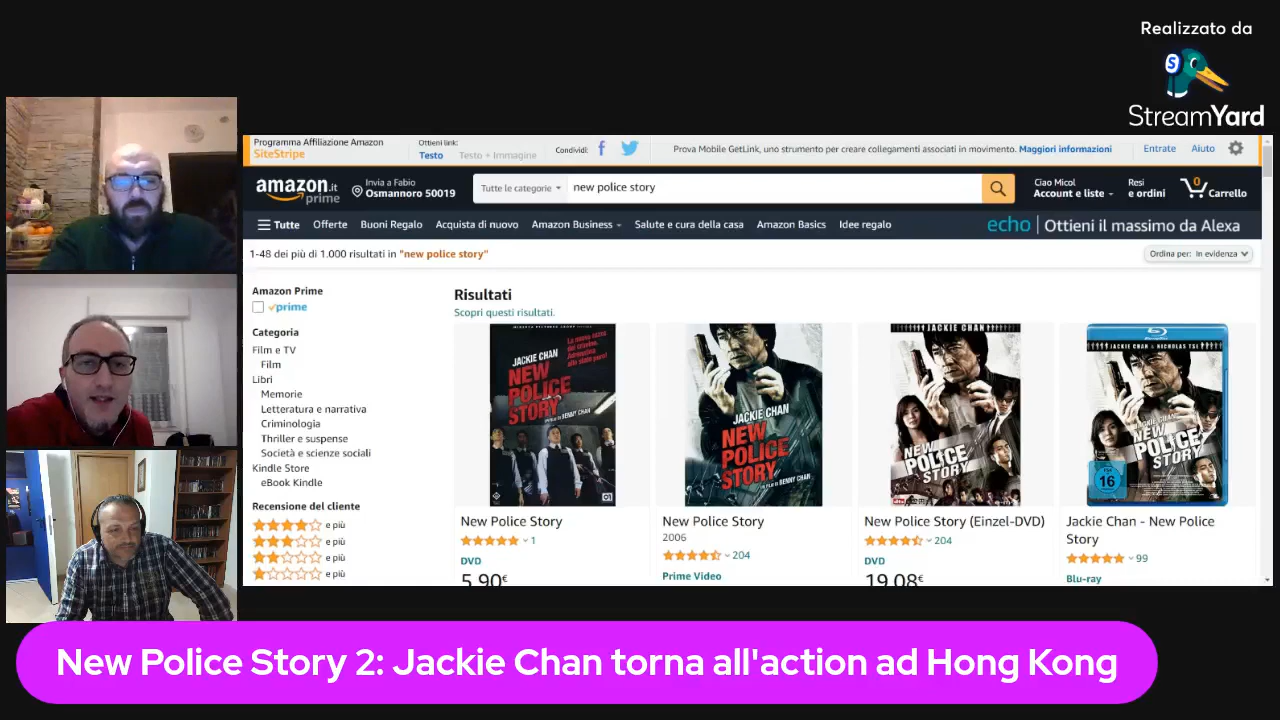 Realizzato da
StreamYard
Programma Affiliazione Amazon
SiteStripe
Ottieni link:
Testo
Testo + Immagine
Condividi:
Prova Mobile GetLink, uno strumento per creare collegamenti associati in movimento. Maggiori informazioni
Entrate
Aiuto
amazon.it
prime
Invia a Fabio
Osmannoro 50019
Tutte le categorie
new police story
Ciao Micol
Account e liste
Resi
e ordini
0
Carrello
Tutte
Offerte
Buoni Regalo
Acquista di nuovo
Amazon Business
Salute e cura della casa
Amazon Basics
Idee regalo
echo
Ottieni il massimo da Alexa
1-48 dei più di 1.000 risultati in "new police story"
Ordina per: In evidenza
Amazon Prime
prime
Categoria
Film e TV
Film
Libri
Memorie
Letteratura e narrativa
Criminologia
Thriller e suspense
Società e scienze sociali
Kindle Store
eBook Kindle
Recensione del cliente
e più
e più
e più
e più
Risultati
Scopri questi risultati.
JACKIE CHAN
NEW
POLICE
STORY
JACKIE CHAN
NEW
POLICE
STORY
UN FILM DI BENNY CHAN
JACKIE CHAN
NEW
POLICE
STORY
JACKIE CHAN & NICHOLAS TSE
NEW
POLICE
STORY
16
New Police Story
1
DVD
5,90€
New Police Story
2006
204
Prime Video
New Police Story (Einzel-DVD)
204
DVD
19,08€
Jackie Chan - New Police
Story
99
Blu-ray
New Police Story 2: Jackie Chan torna all'action ad Hong Kong